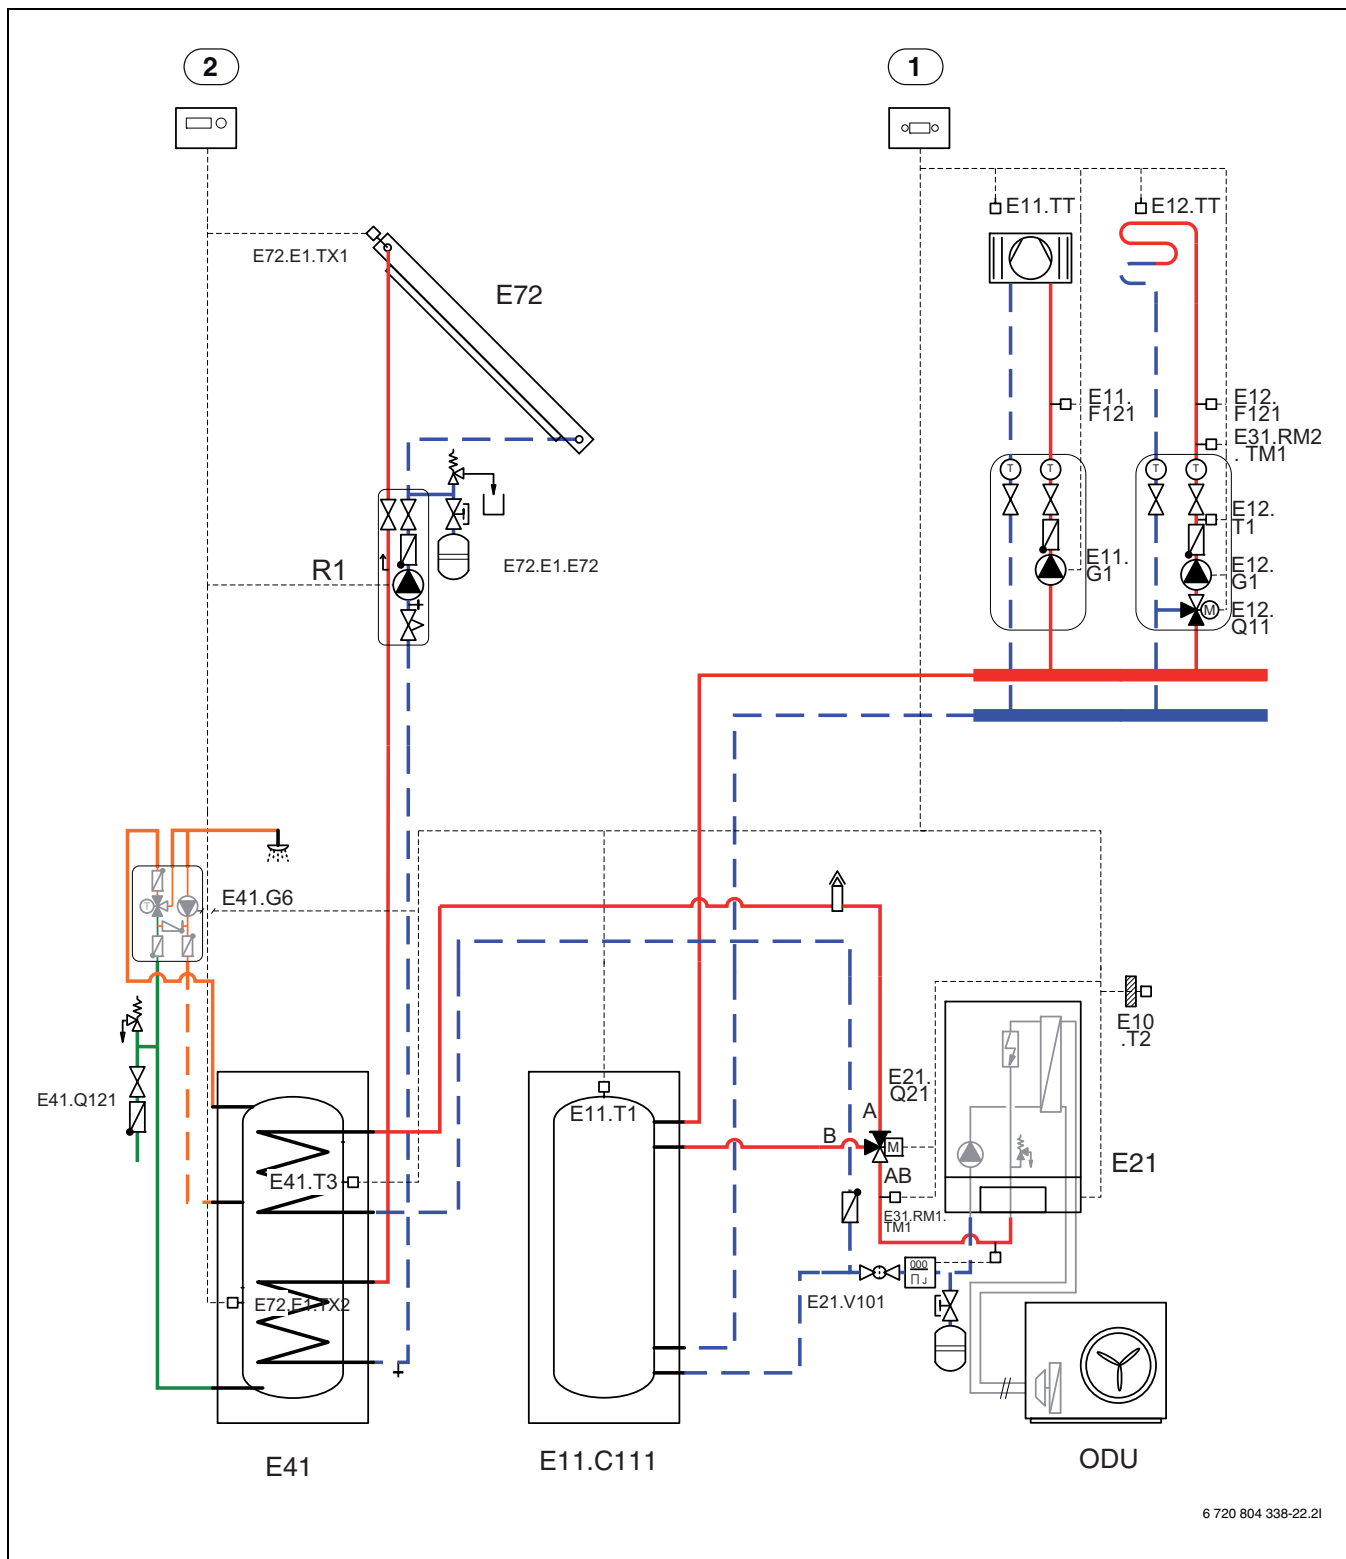 2
1
E11.TT
E12.TT
E72.E1.TX1
E72
E11.
F121
E12.
F121
E31.RM2
. TM1
T
T
T
T
E12.
T1
R1
E72.E1.E72
E11.
G1
E12.
G1
M
E12.
Q11
E41.G6
T
E10
.T2
E21.
Q21
E41.Q121
E11.T1
A
B
M
AB
E21
E41.T3
E31.RM1.
TM1
000
E72.E1.TX2
E21.V101
E41
E11.C111
ODU
6 720 804 338-22.2I